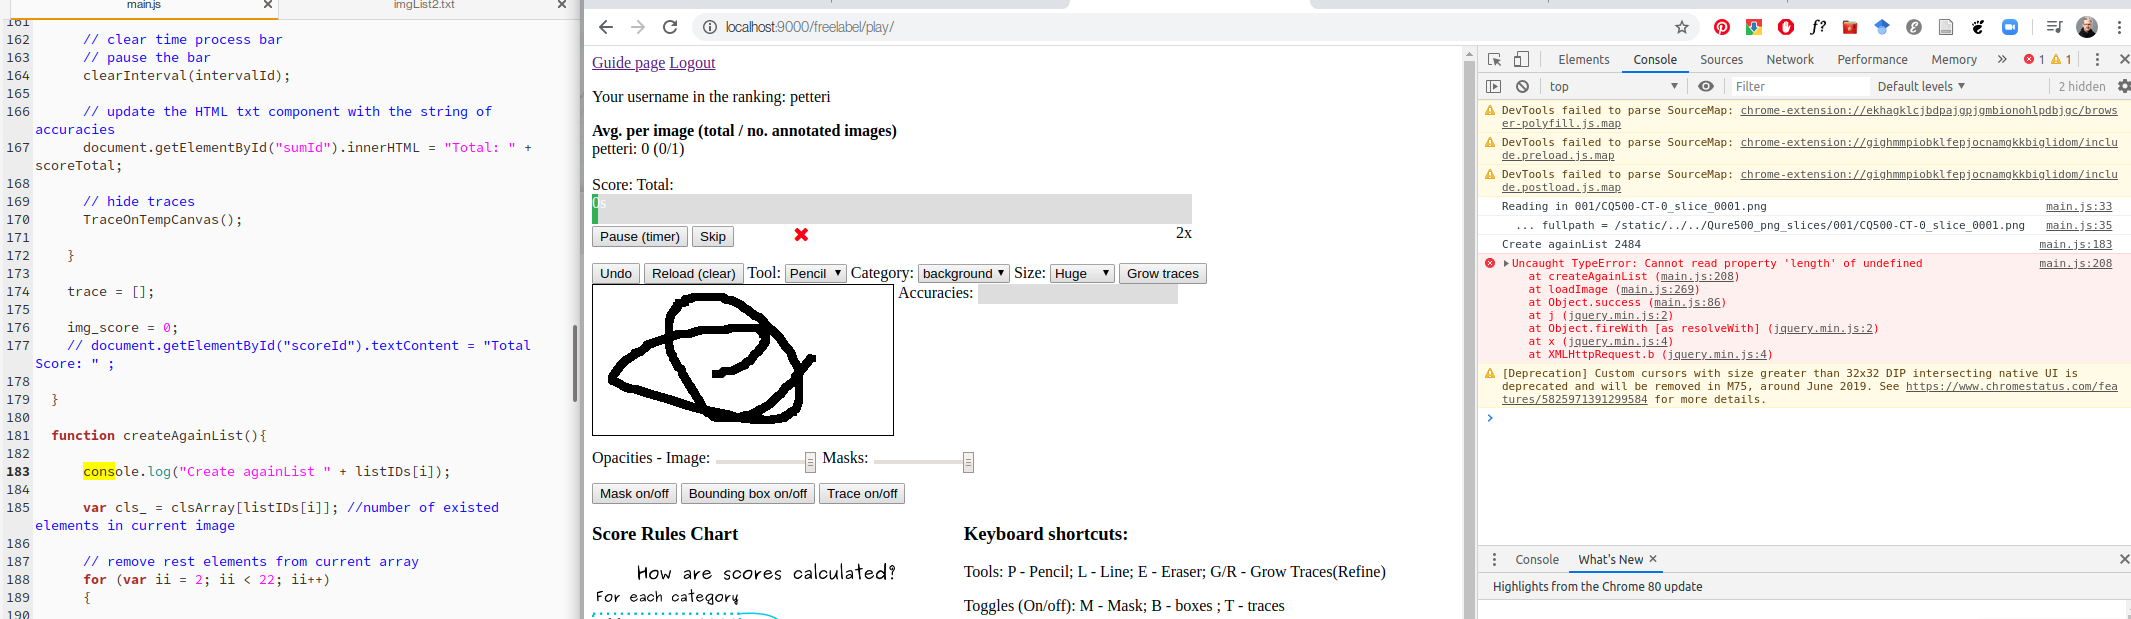 main.js × imgList2.txt ×
161
162 // clear time process bar
163 // pause the bar
164 clearInterval(intervalId);
165
166 // update the HTML txt component with the string of
accuracies
167 document.getElementById("sumId").innerHTML = "Total: " +
scoreTotal;
168
169 // hide traces
170 TraceOnTempCanvas();
171
172 }
173
174 trace = [];
175
176 img_score = 0;
177 // document.getElementById("scoreId").textContent = "Total
Score: " ;
178
179 }
180
181 function createAgainList(){
182
183 console.log("Create againList " + listIDs[i]);
184
185 var cls_ = clsArray[listIDs[i]]; //number of existed
elements in current image
186
187 // remove rest elements from current array
188 for (var ii = 2; ii < 22; ii++)
189 {
190
localhost:9000/freelabel/play/
Guide page Logout
Your username in the ranking: petteri
Avg. per image (total / no. annotated images)
petteri: 0 (0/1)
Score: Total:
0s
Pause (timer) Skip ✖ 2x
Undo Reload (clear) Tool: Pencil Category: background Size: Huge Grow traces
Accuracies:
Opacities - Image: Masks:
Mask on/off Bounding box on/off Trace on/off
Score Rules Chart
How are scores calculated?
For each category
Keyboard shortcuts:
Tools: P - Pencil; L - Line; E - Eraser; G/R - Grow Traces(Refine)
Toggles (On/off): M - Mask; B - boxes ; T - traces
Elements Console Sources Network Performance Memory » 1 1
top Filter Default levels 2 hidden
DevTools failed to parse SourceMap: chrome-extension://ekhagklcjbdpajgpjgmbionohlpdbjgc/brows
er-polyfill.js.map
DevTools failed to parse SourceMap: chrome-extension://gighmmpiobklfepjocnamgkkbiglidom/inclu
de.preload.js.map
DevTools failed to parse SourceMap: chrome-extension://gighmmpiobklfepjocnamgkkbiglidom/inclu
de.postload.js.map
Reading in 001/CQ500-CT-0_slice_0001.png main.js:33
... fullpath = /static/../../Qure500_png_slices/001/CQ500-CT-0_slice_0001.png main.js:35
Create againList 2484 main.js:183
Uncaught TypeError: Cannot read property 'length' of undefined main.js:208
at createAgainList (main.js:208)
at loadImage (main.js:269)
at Object.success (main.js:86)
at j (jquery.min.js:2)
at Object.fireWith [as resolveWith] (jquery.min.js:2)
at x (jquery.min.js:4)
at XMLHttpRequest.b (jquery.min.js:4)
[Deprecation] Custom cursors with size greater than 32x32 DIP intersecting native UI is
deprecated and will be removed in M75, around June 2019. See https://www.chromestatus.com/fea
tures/5825971391299584 for more details.
Console What's New ×
Highlights from the Chrome 80 update